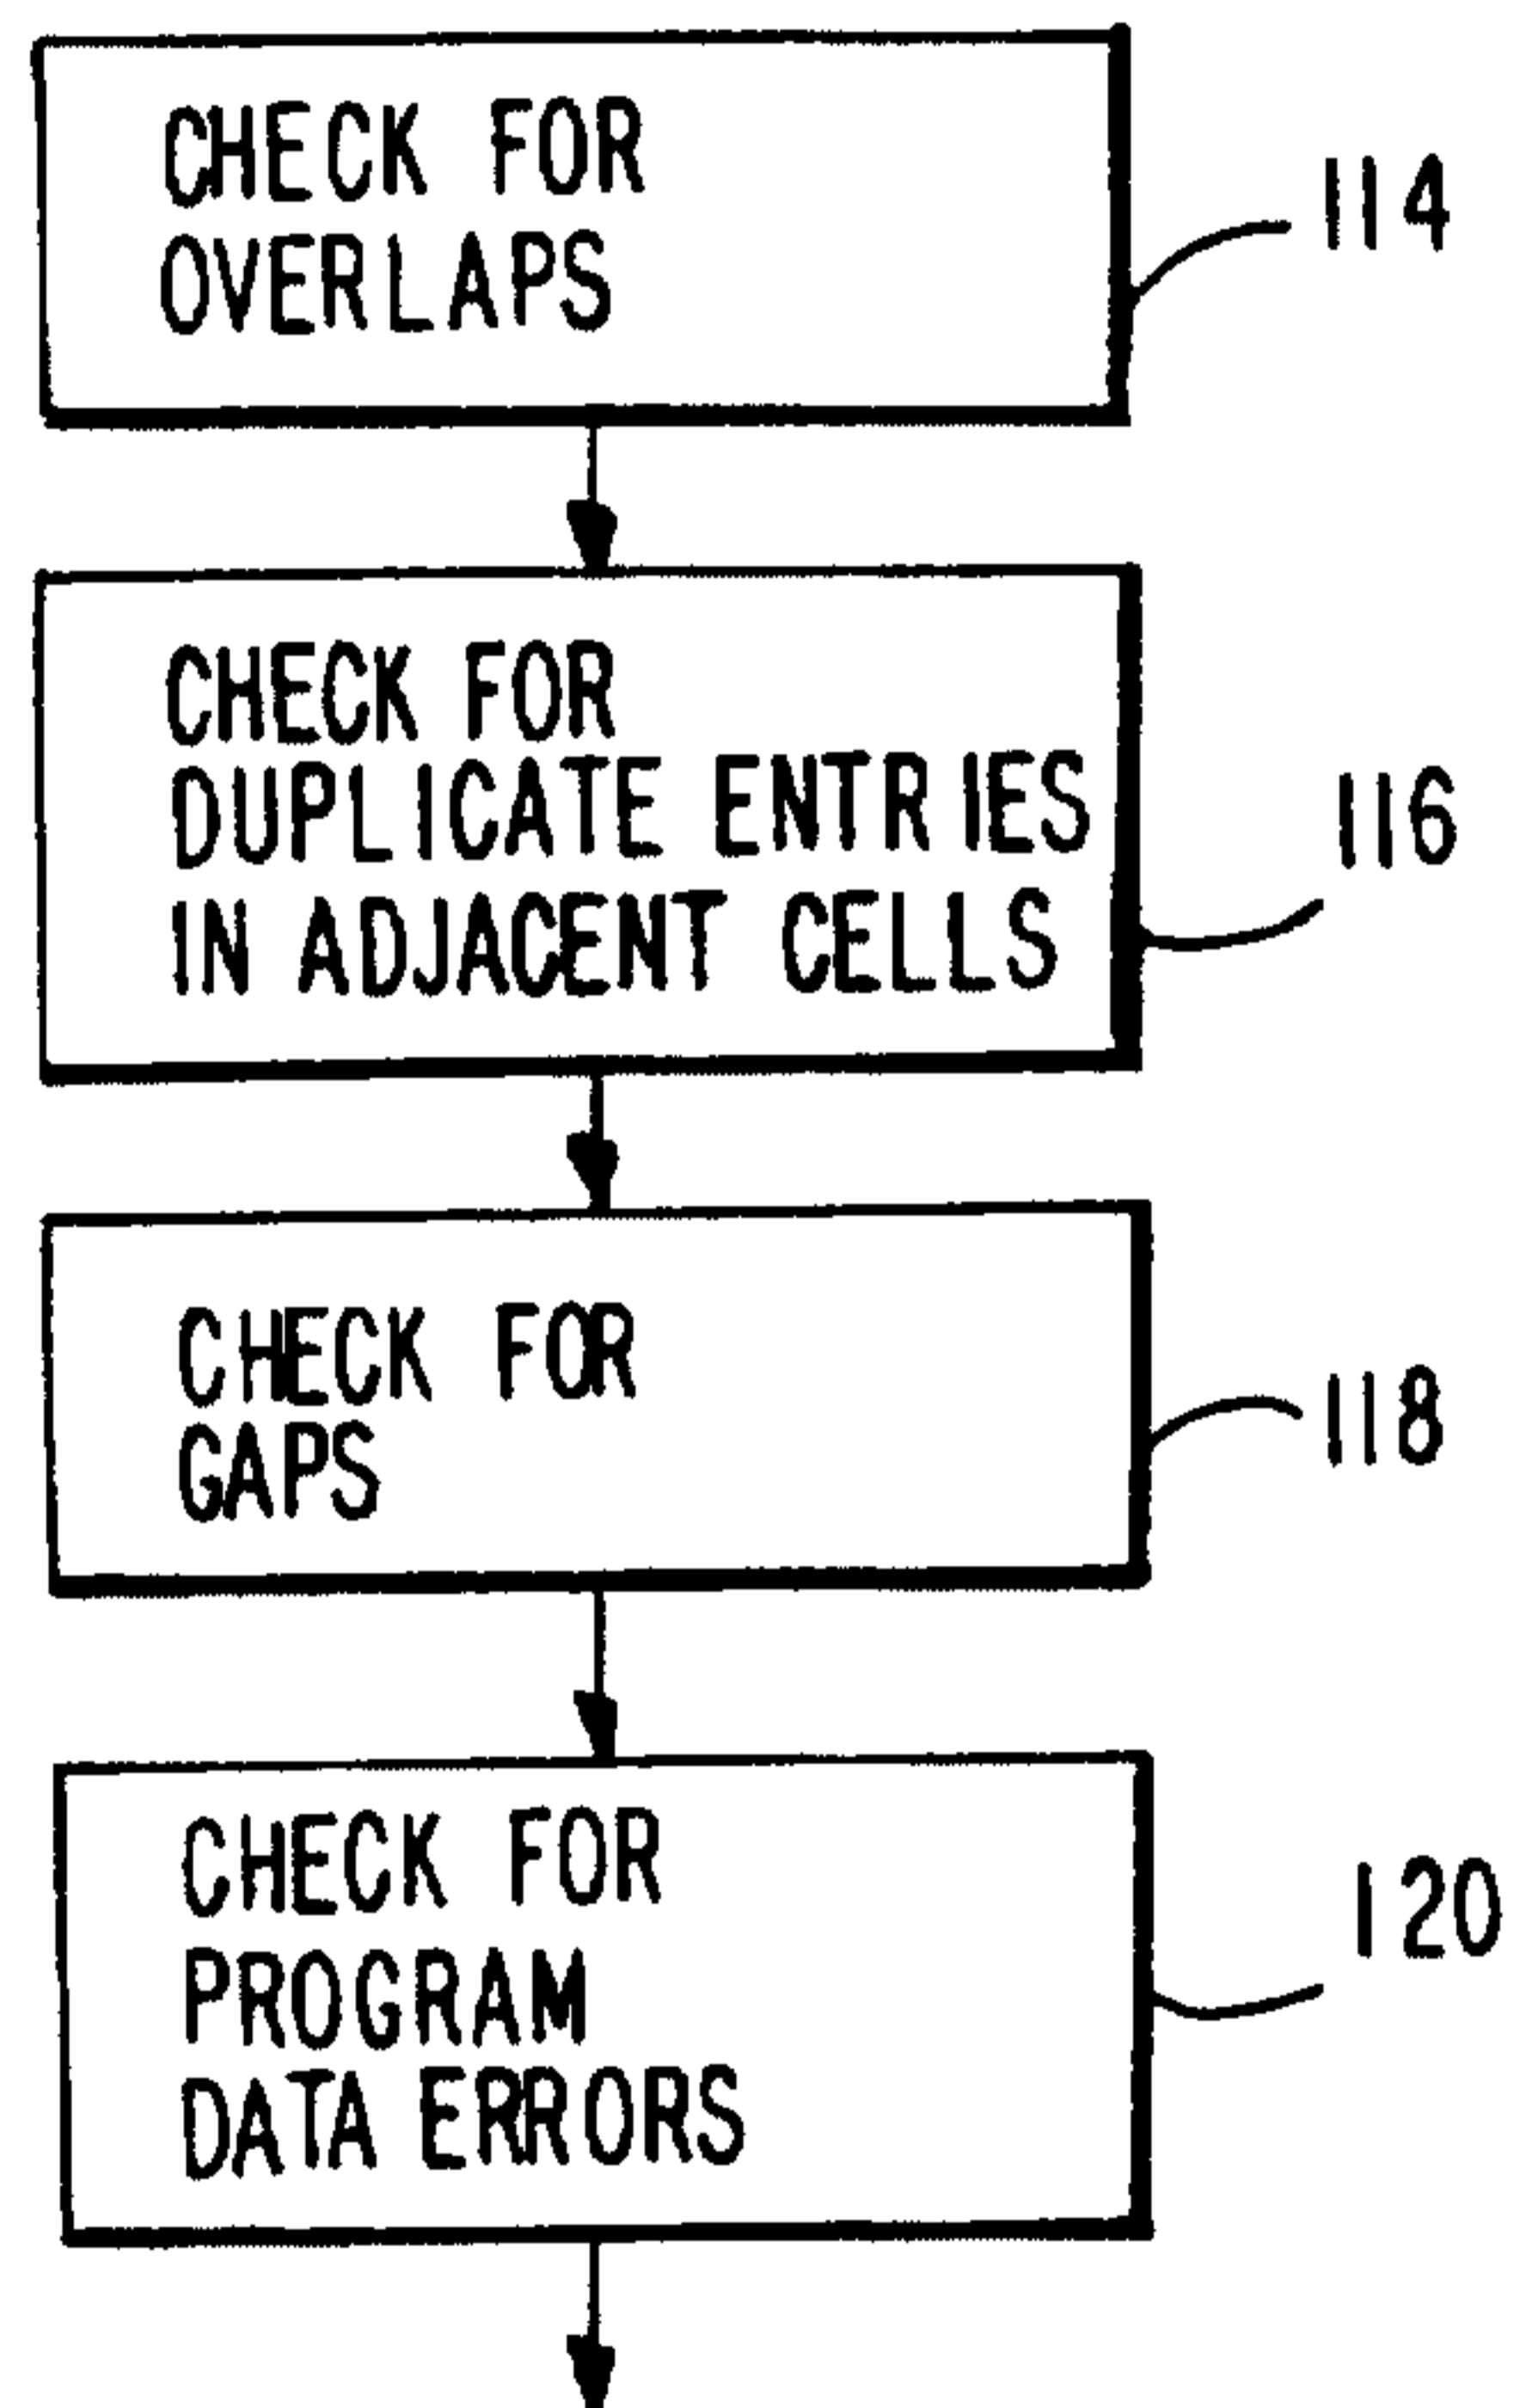 CHECK FOR
OVERLAPS
114
CHECK FOR
DUPLICATE ENTRIES
IN ADJACENT CELLS
116
CHECK FOR
GAPS
118
CHECK FOR
PROGRAM
DATA ERRORS
120